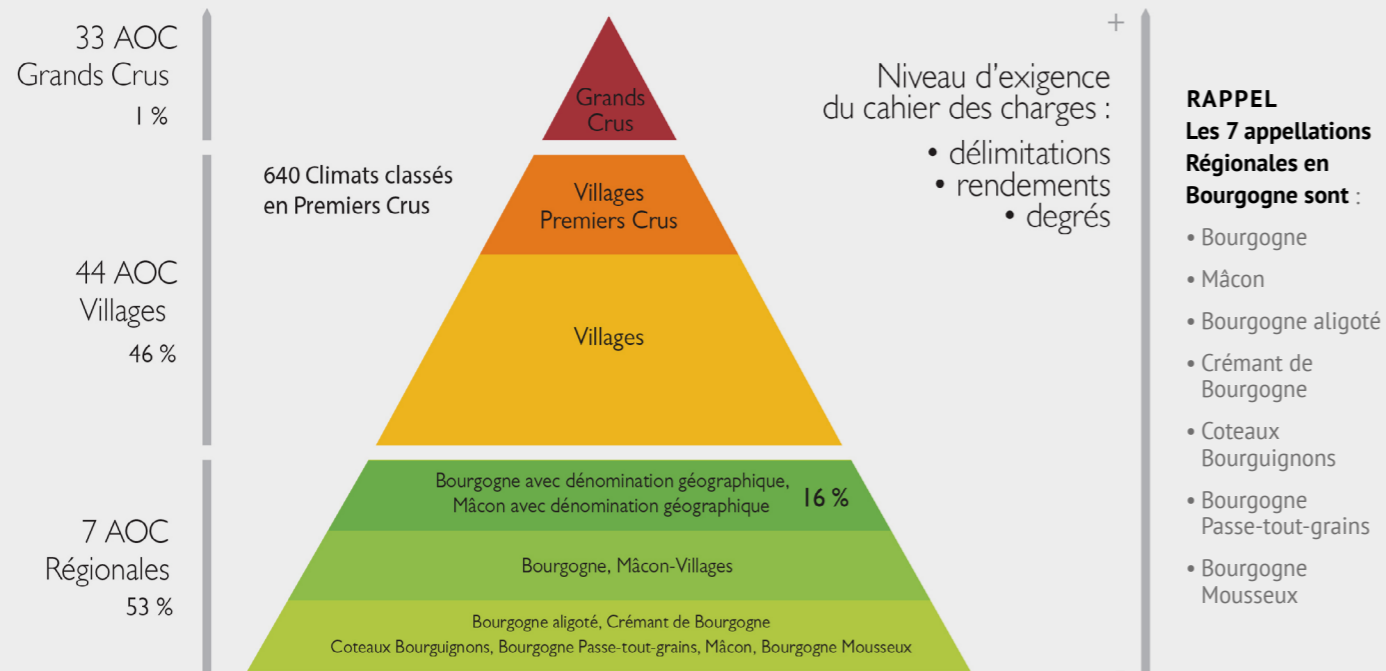 33 AOC
Grands Crus
1 %
44 AOC
Villages
46 %
7 AOC
Régionales
53 %
640 Climats classés
en Premiers Crus
Grands
Crus
Villages
Premiers Crus
Villages
Bourgogne avec dénomination géographique,
Mâcon avec dénomination géographique
16 %
Bourgogne, Mâcon-Villages
Bourgogne aligoté, Crémant de Bourgogne
Coteaux Bourguignons, Bourgogne Passe-tout-grains, Mâcon, Bourgogne Mousseux
+
Niveau d’exigence
du cahier des charges :
• délimitations
• rendements
• degrés
RAPPEL
Les 7 appellations
Régionales en
Bourgogne sont :
• Bourgogne
• Mâcon
• Bourgogne aligoté
• Crémant de
Bourgogne
• Coteaux
Bourguignons
• Bourgogne
Passe-tout-grains
• Bourgogne
Mousseux